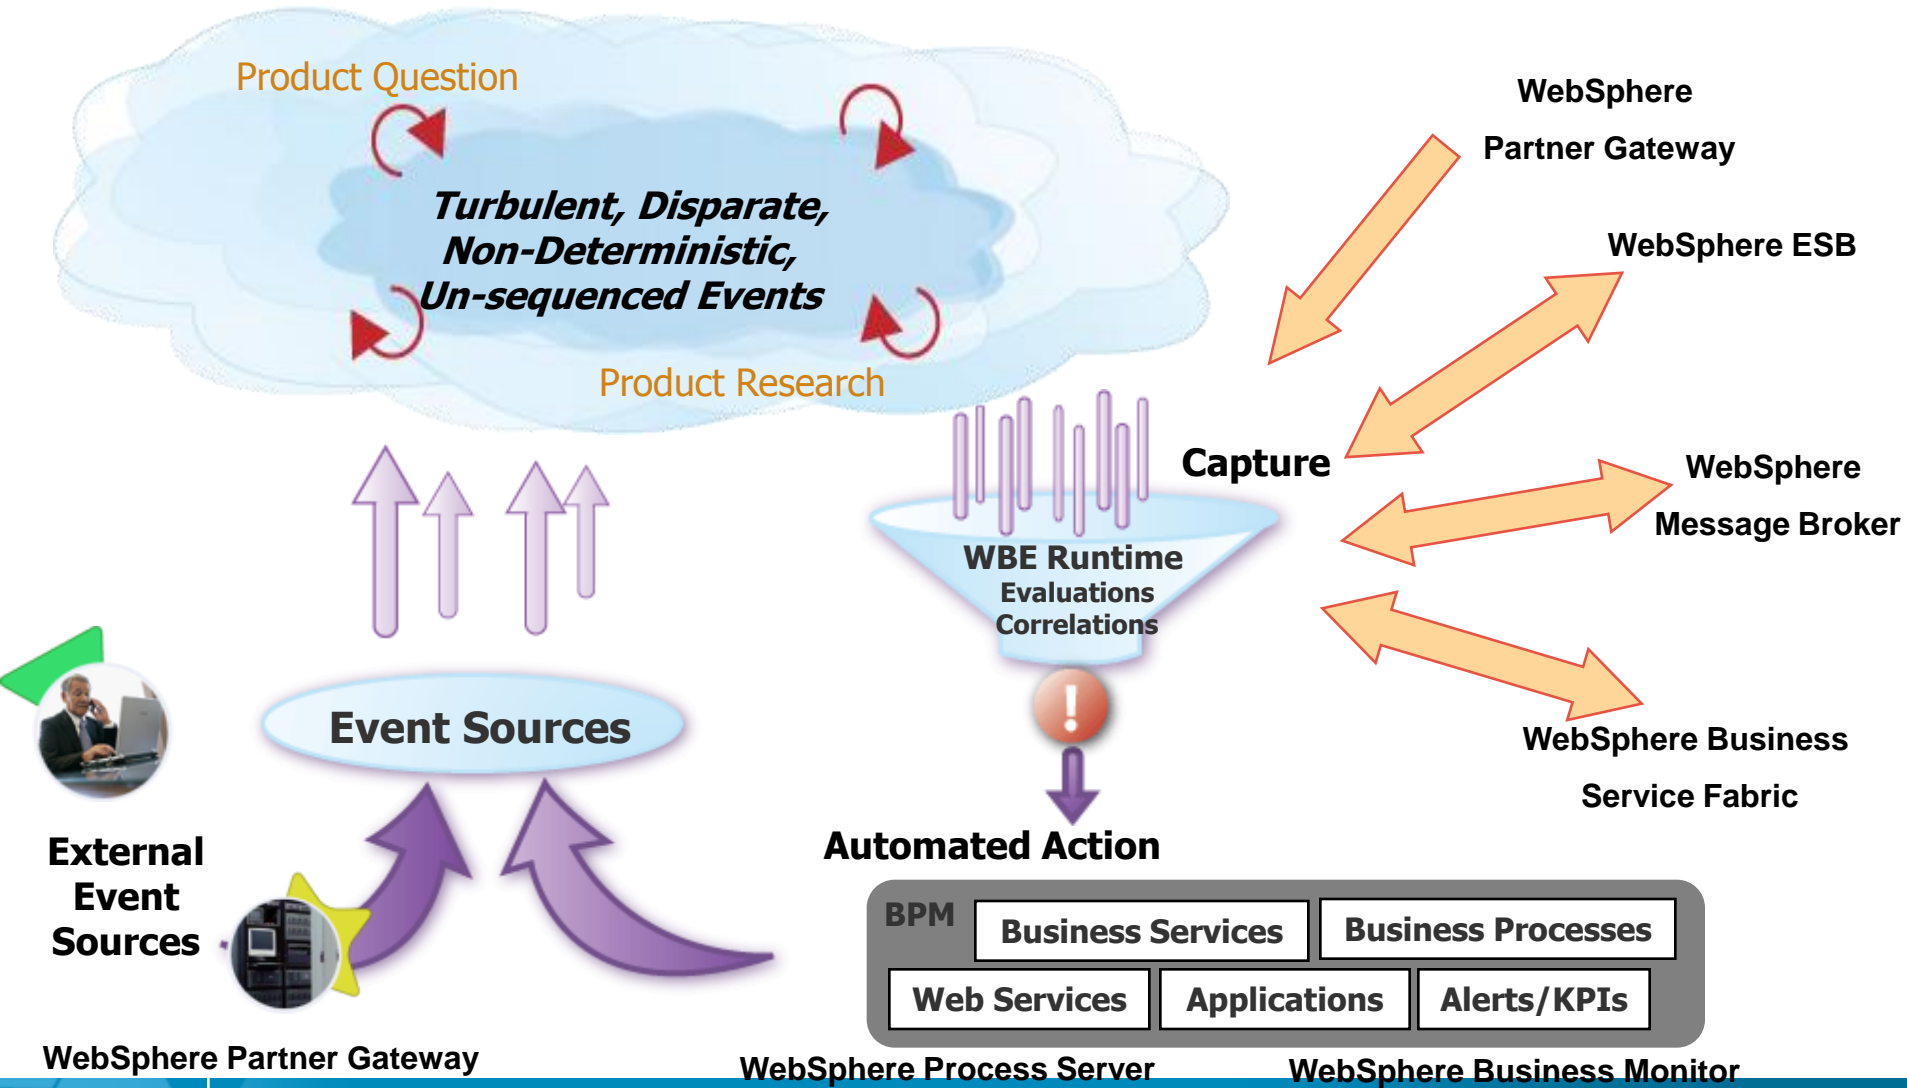 Product Question
Turbulent, Disparate,
Non-Deterministic,
Un-sequenced Events
Product Research
WebSphere
Partner Gateway
WebSphere ESB
Capture
WebSphere
Message Broker
WBE Runtime
Evaluations
Correlations
!
WebSphere Business
Service Fabric
Event Sources
External
Event
Sources
Automated Action
BPM
Business Services
Business Processes
Web Services
Applications
Alerts/KPIs
WebSphere Partner Gateway
WebSphere Process Server
WebSphere Business Monitor